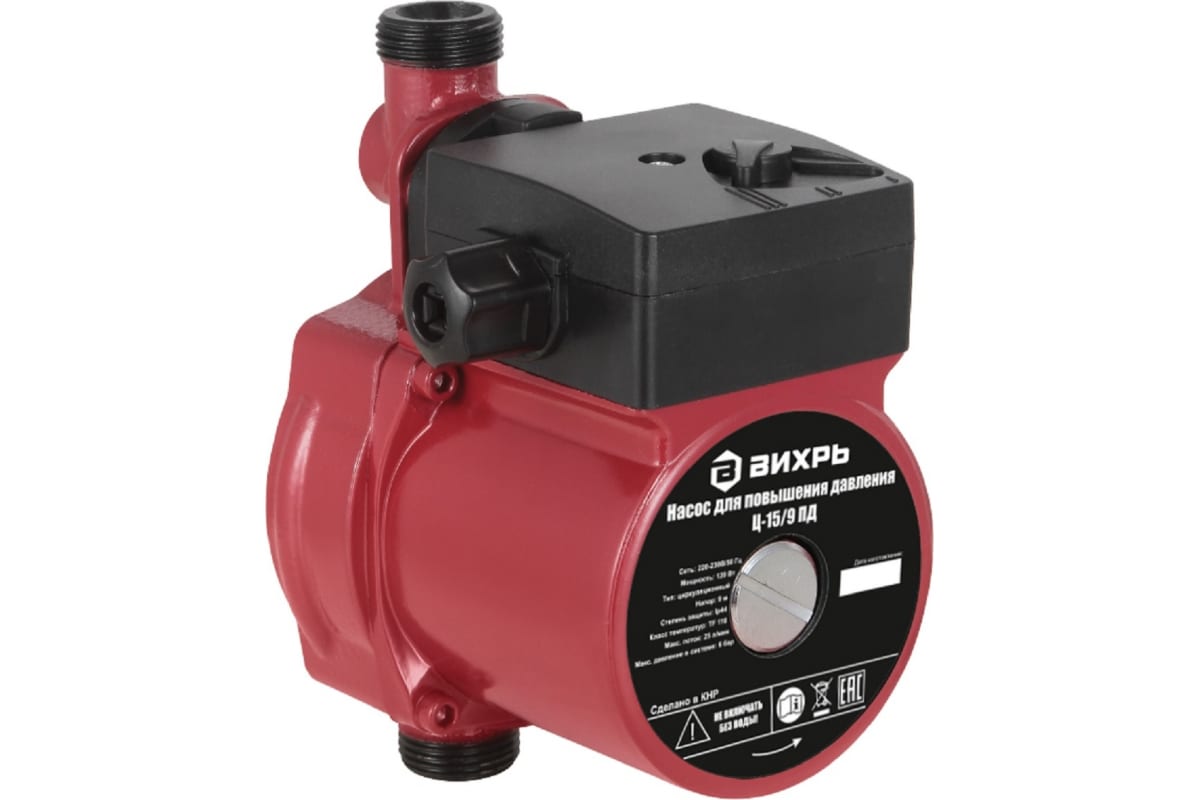 ВИХРЬ
Насос для повышения давления
Ц-15/9 ПД
Сеть: 220-230В/50 Гц
Мощность: 120 Вт
Тип: циркуляционный
Напор: 9 м
Степень защиты: Ip44
Класс температур: TF 110
Макс. поток: 25 л/мин
Макс. давление в системе: 6 бар
Дата изготовления:
Сделано в КНР
НЕ ВКЛЮЧАТЬ
БЕЗ ВОДЫ!
EAC